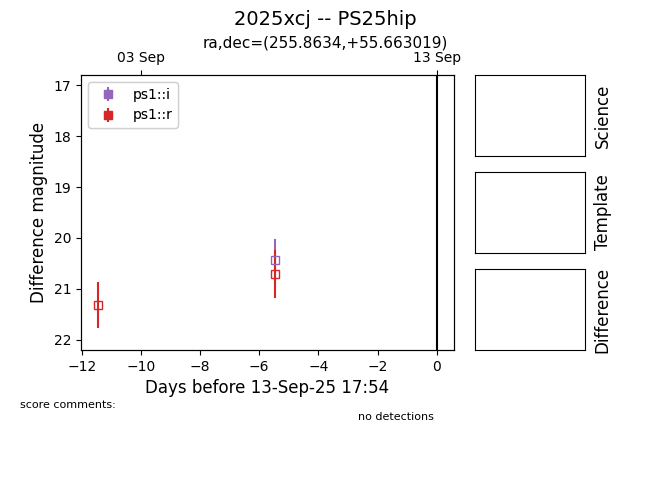 2025xcj -- PS25hip
ra,dec=(255.8634,+55.663019)
03 Sep 13 Sep
ps1::i
ps1::r
17
18
19
20
21
22
Difference magnitude
−12 −10 −8 −6 −4 −2 0
Days before 13-Sep-25 17:54
Science
Template
Difference
score comments:
no detections